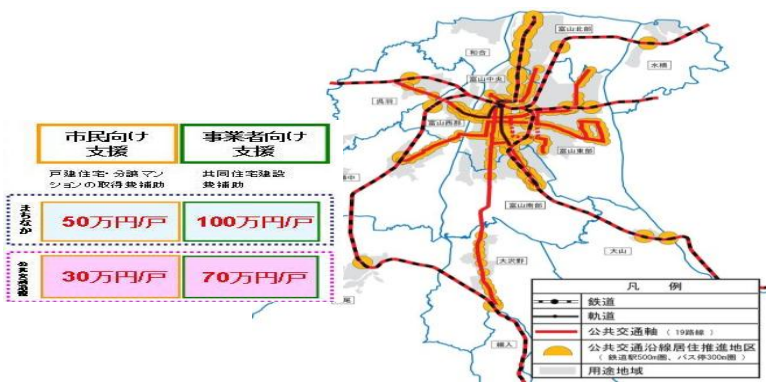 市民向け
支援
事業者向け
支援
戸建住宅・分譲マン
ションの取得費補助
共同住宅建設
費補助
まちなか
50万円/戸
100万円/戸
30万円/戸
70万円/戸
富山北部
和合
水橋
富山中央
呉羽
富山西部
富山東部
富山南部
大山
大沢野
尾
細入
凡 例
鉄道
軌道
公共交通軸 ( 19路線 )
公共交通沿線居住推進地区
( 鉄道駅500m圏、バス停300m圏 )
用途地域